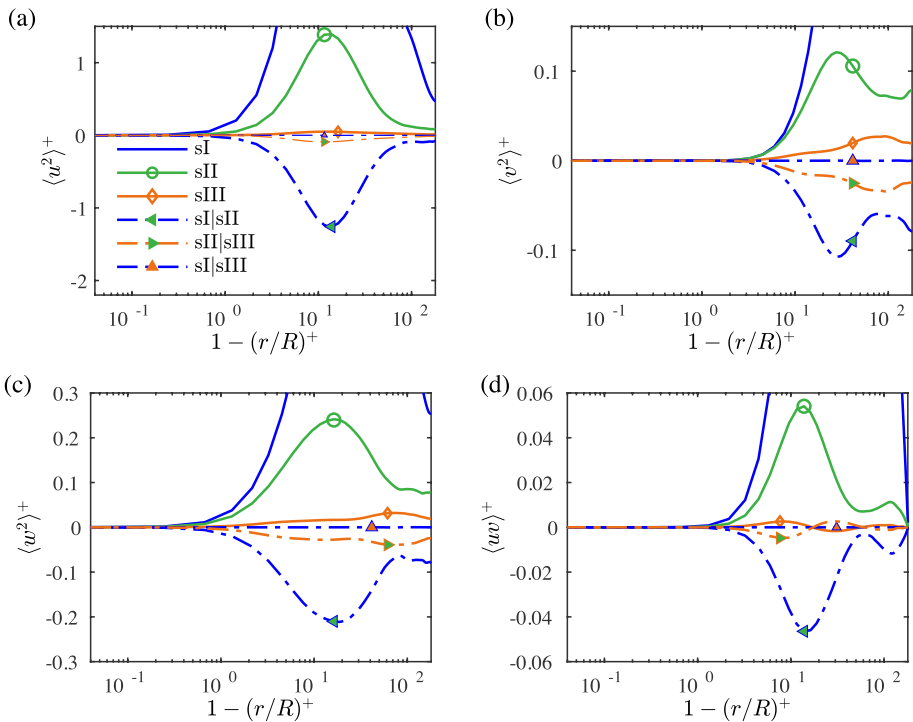 (a)
1
0
-1
-2
⟨u²⟩⁺
sI
sII
sIII
sI|sII
sII|sIII
sI|sIII
10⁻¹ 10⁰ 10¹ 10²
1 − (r/R)⁺
(b)
0.1
0
-0.1
⟨v²⟩⁺
10⁻¹ 10⁰ 10¹ 10²
1 − (r/R)⁺
(c)
0.3
0.2
0.1
0
-0.1
-0.2
-0.3
⟨w²⟩⁺
10⁻¹ 10⁰ 10¹ 10²
1 − (r/R)⁺
(d)
0.06
0.04
0.02
0
-0.02
-0.04
-0.06
⟨uv⟩⁺
10⁻¹ 10⁰ 10¹ 10²
1 − (r/R)⁺